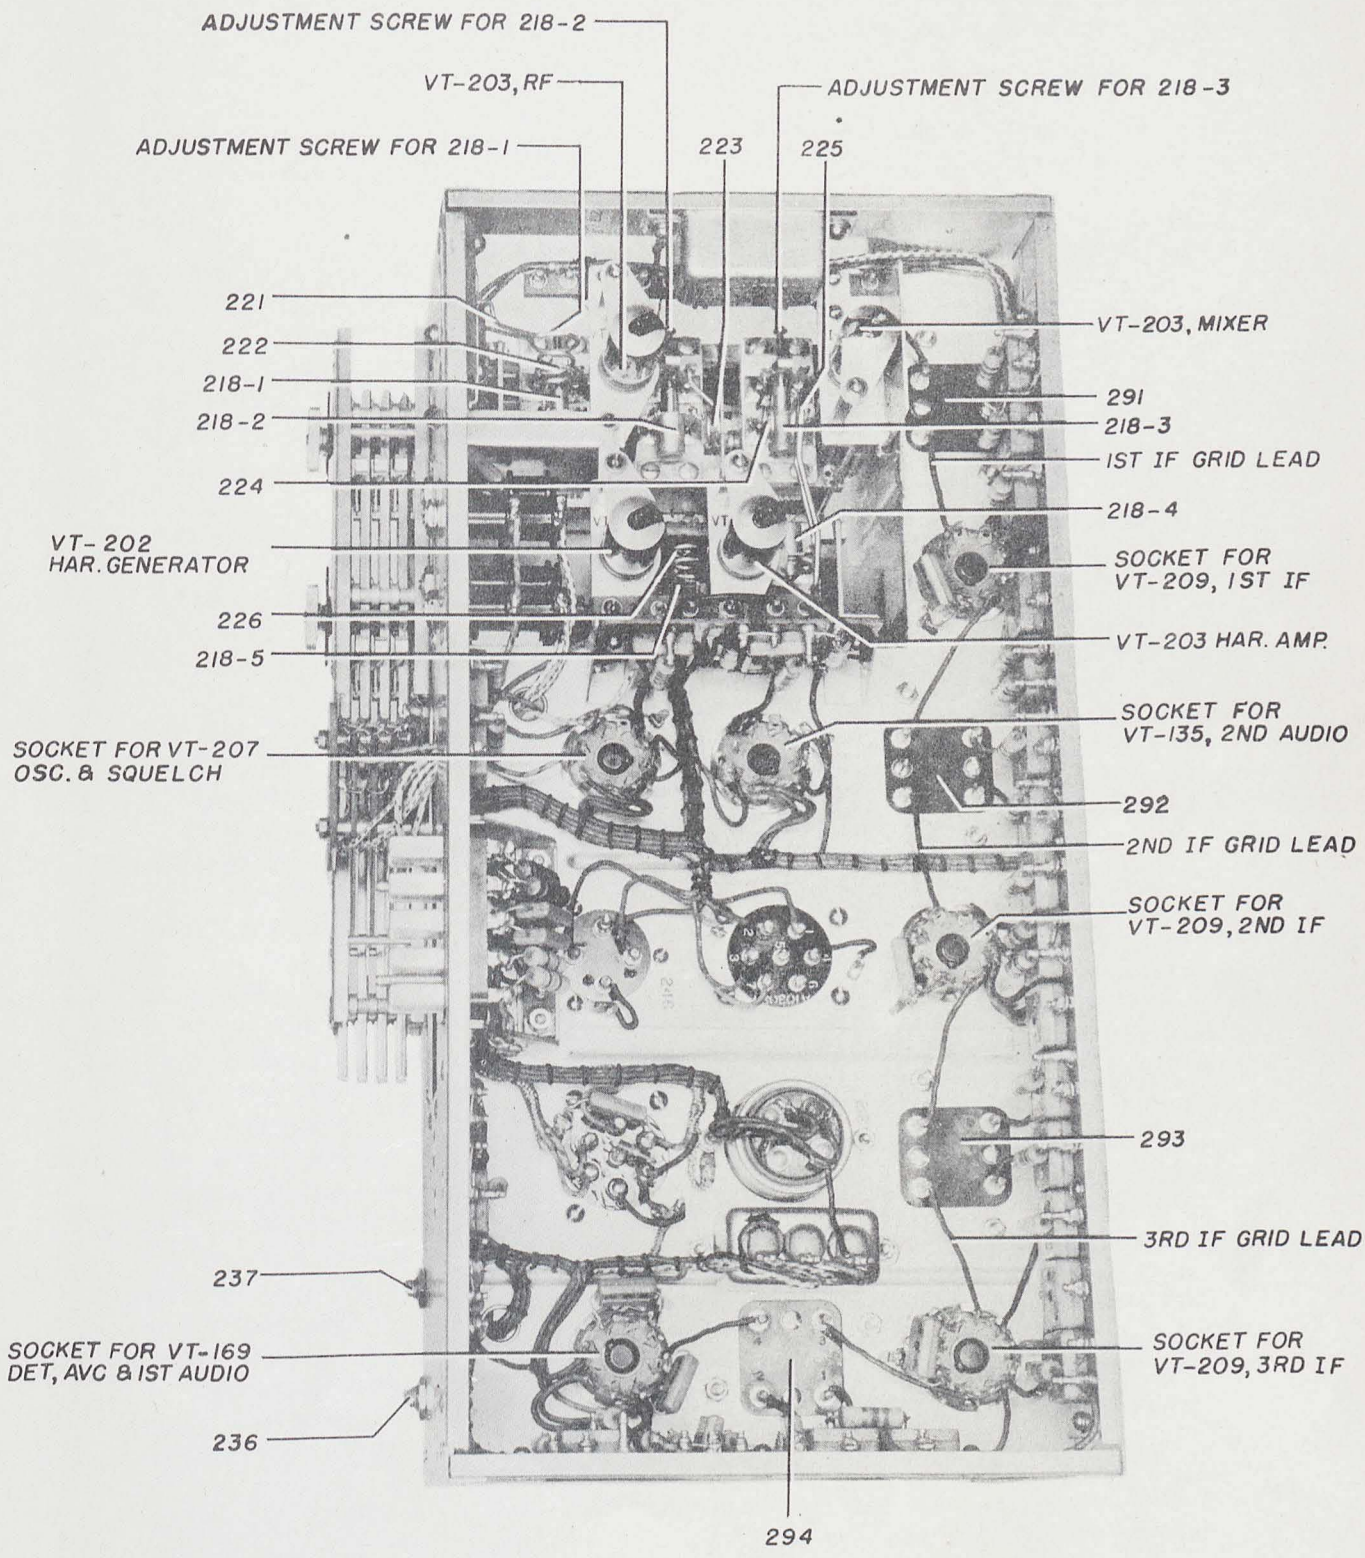 ADJUSTMENT SCREW FOR 218-2
VT-203, RF
ADJUSTMENT SCREW FOR 218-3
ADJUSTMENT SCREW FOR 218-1
223
225
221
222
218-1
218-2
224
VT-202
HAR. GENERATOR
226
218-5
SOCKET FOR VT-207
OSC. & SQUELCH
237
SOCKET FOR VT-169
DET, AVC & 1ST AUDIO
236
VT-203, MIXER
291
218-3
1ST IF GRID LEAD
218-4
SOCKET FOR
VT-209, 1ST IF
VT-203 HAR. AMP.
SOCKET FOR
VT-135, 2ND AUDIO
292
2ND IF GRID LEAD
SOCKET FOR
VT-209, 2ND IF
293
3RD IF GRID LEAD
SOCKET FOR
VT-209, 3RD IF
294
VT
VT
216